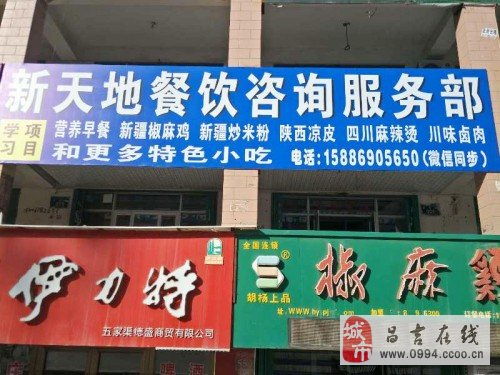 新天地餐饮咨询服务部
学习项目
营养早餐 新疆椒麻鸡 新疆炒米粉 陕西凉皮 四川麻辣烫 川味卤肉
和更多特色小吃 电话:15886905650(微信同步)
伊力特
五家渠德盛商贸有限公司
全国连锁
®
胡杨上品
椒麻鸡
城市
昌吉在线
www.0994.ccoo.cn